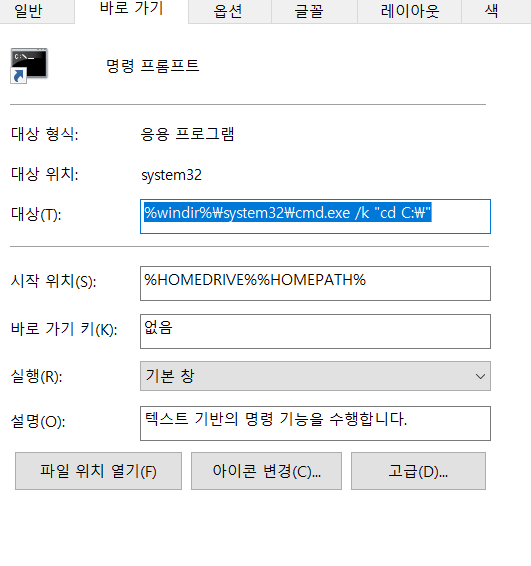 일반 바로 가기 옵션 글꼴 레이아웃 색
명령 프롬프트
대상 형식: 응용 프로그램
대상 위치: system32
대상(T): %windir%₩system32₩cmd.exe /k "cd C:₩"
시작 위치(S): %HOMEDRIVE%%HOMEPATH%
바로 가기 키(K): 없음
실행(R): 기본 창
설명(O): 텍스트 기반의 명령 기능을 수행합니다.
파일 위치 열기(F) 아이콘 변경(C)... 고급(D)...